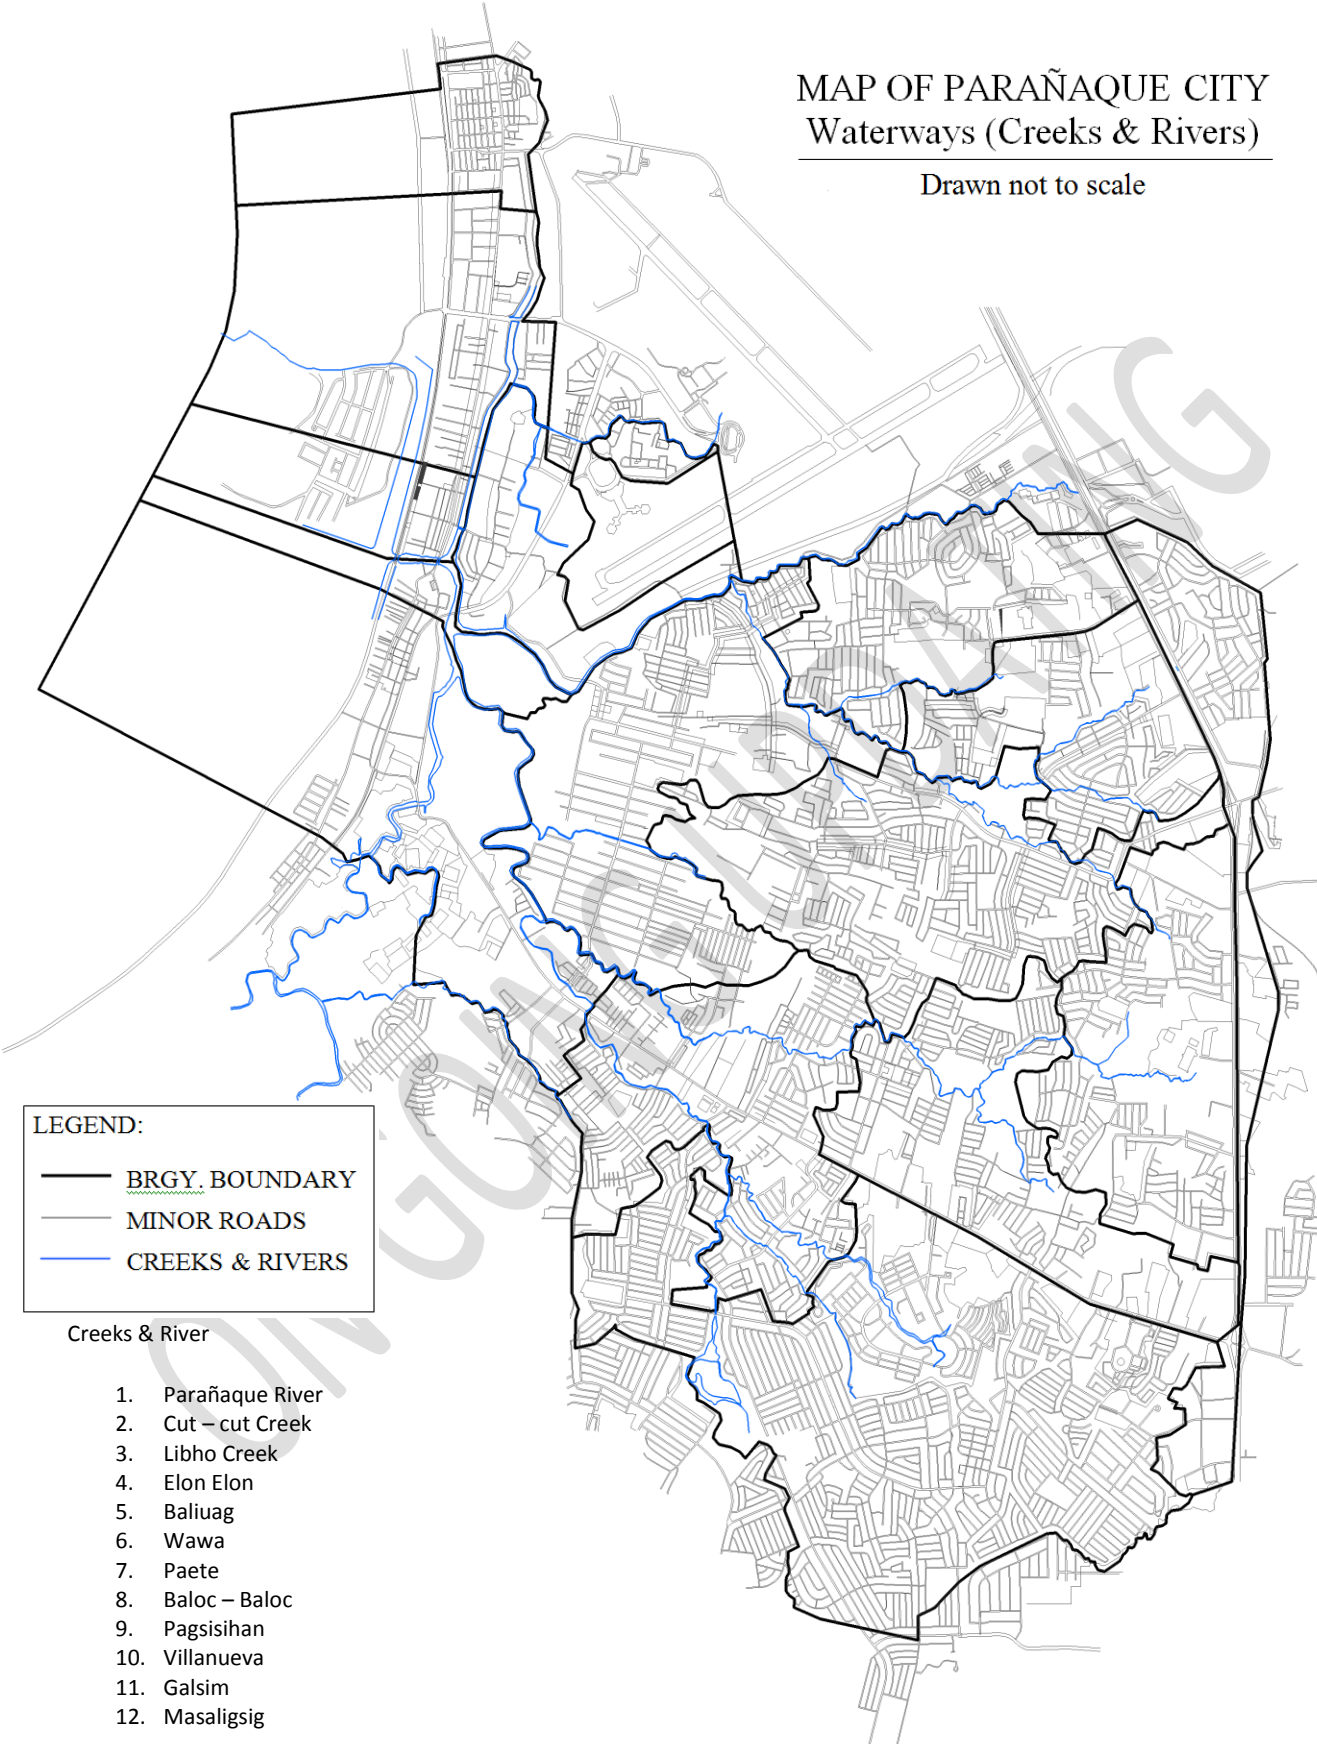 MAP OF PARAÑAQUE CITY
Waterways (Creeks & Rivers)
Drawn not to scale
ONGOING UPDATING
LEGEND:
BRGY. BOUNDARY
MINOR ROADS
CREEKS & RIVERS
Creeks & River
1. Parañaque River
2. Cut – cut Creek
3. Libho Creek
4. Elon Elon
5. Baliuag
6. Wawa
7. Paete
8. Baloc – Baloc
9. Pagsisihan
10. Villanueva
11. Galsim
12. Masaligsig